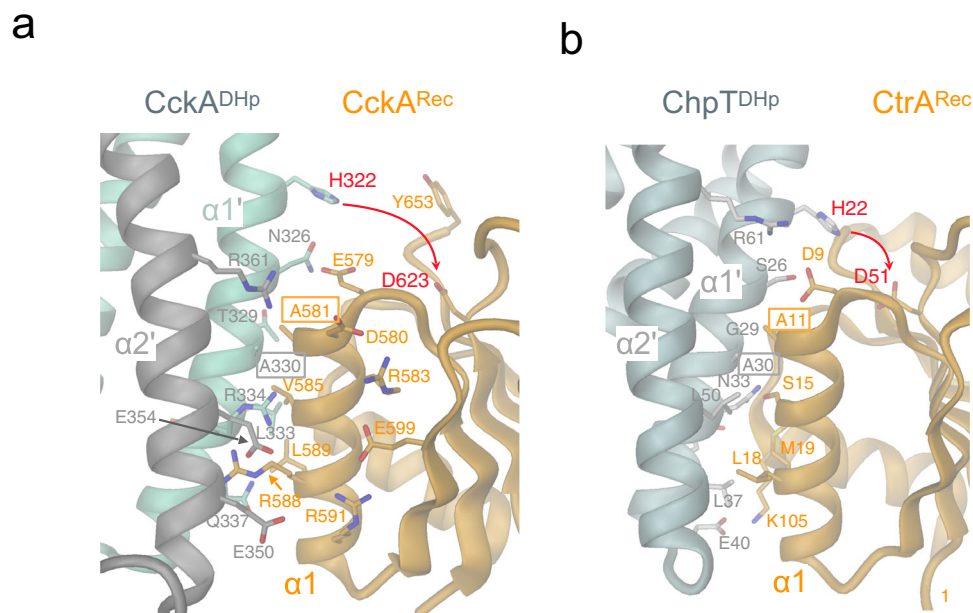 a
CckA^DHp CckA^Rec
H322
Y653
α1'
N326
R361
E579
D623
A581
T329
D580
α2'
A330
V585
R583
R334
E354
L333
E599
L589
R588
R591
Q337
E350
α1
b
ChpT^DHp CtrA^Rec
H22
R61
D9
S26
D51
α1'
A11
G29
α2'
A30
N33
S15
L50
M19
L18
L37
K105
E40
α1
1